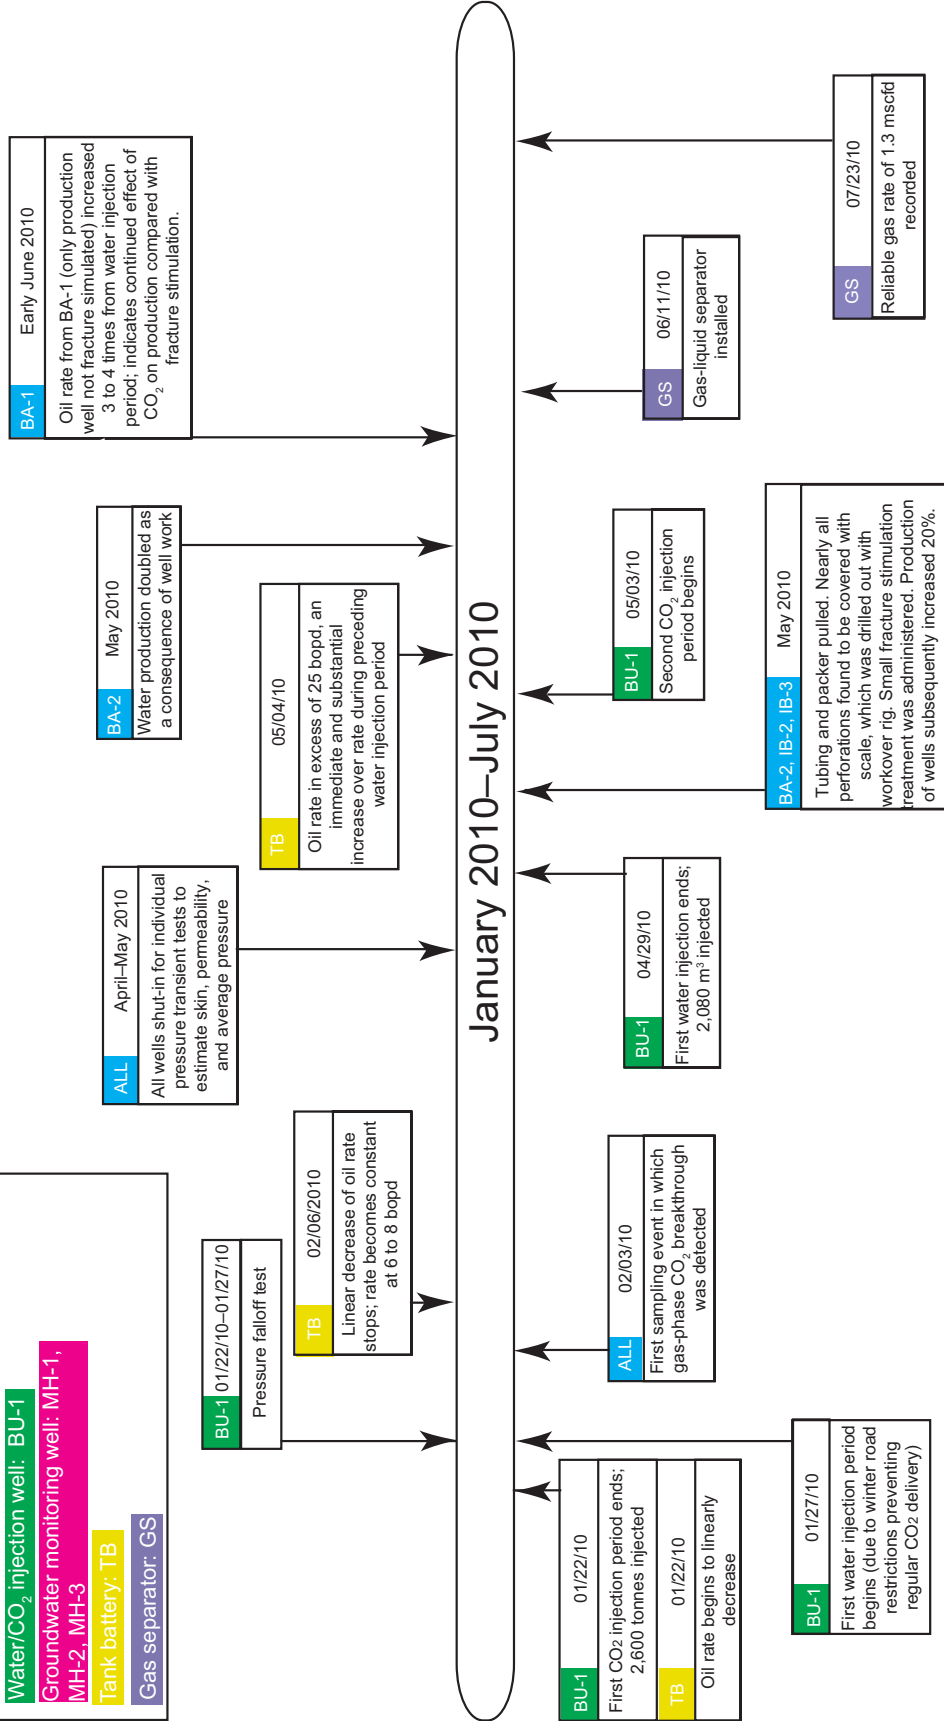 Water/CO₂ injection well: BU-1
Groundwater monitoring well: MH-1,
MH-2, MH-3
Tank battery: TB
Gas separator: GS
BU-1 01/22/10–01/27/10
Pressure falloff test
TB 02/06/2010
Linear decrease of oil rate
stops; rate becomes constant
at 6 to 8 bopd
ALL April–May 2010
All wells shut-in for individual
pressure transient tests to
estimate skin, permeability,
and average pressure
TB 05/04/10
Oil rate in excess of 25 bopd, an
immediate and substantial
increase over rate during preceding
water injection period
BA-2 May 2010
Water production doubled as
a consequence of well work
BA-1 Early June 2010
Oil rate from BA-1 (only production
well not fracture simulated) increased
3 to 4 times from water injection
period; indicates continued effect of
CO₂ on production compared with
fracture stimulation.
January 2010–July 2010
BU-1 01/22/10
First CO2 injection period ends;
2,600 tonnes injected
TB 01/22/10
Oil rate begins to linearly
decrease
BU-1 01/27/10
First water injection period
begins (due to winter road
restrictions preventing
regular CO2 delivery)
ALL 02/03/10
First sampling event in which
gas-phase CO₂ breakthrough
was detected
BU-1 04/29/10
First water injection ends;
2,080 m³ injected
BA-2, IB-2, IB-3 May 2010
Tubing and packer pulled. Nearly all
perforations found to be covered with
scale, which was drilled out with
workover rig. Small fracture stimulation
treatment was administered. Production
of wells subsequently increased 20%.
BU-1 05/03/10
Second CO₂ injection
period begins
GS 06/11/10
Gas-liquid separator
installed
GS 07/23/10
Reliable gas rate of 1.3 mscfd
recorded